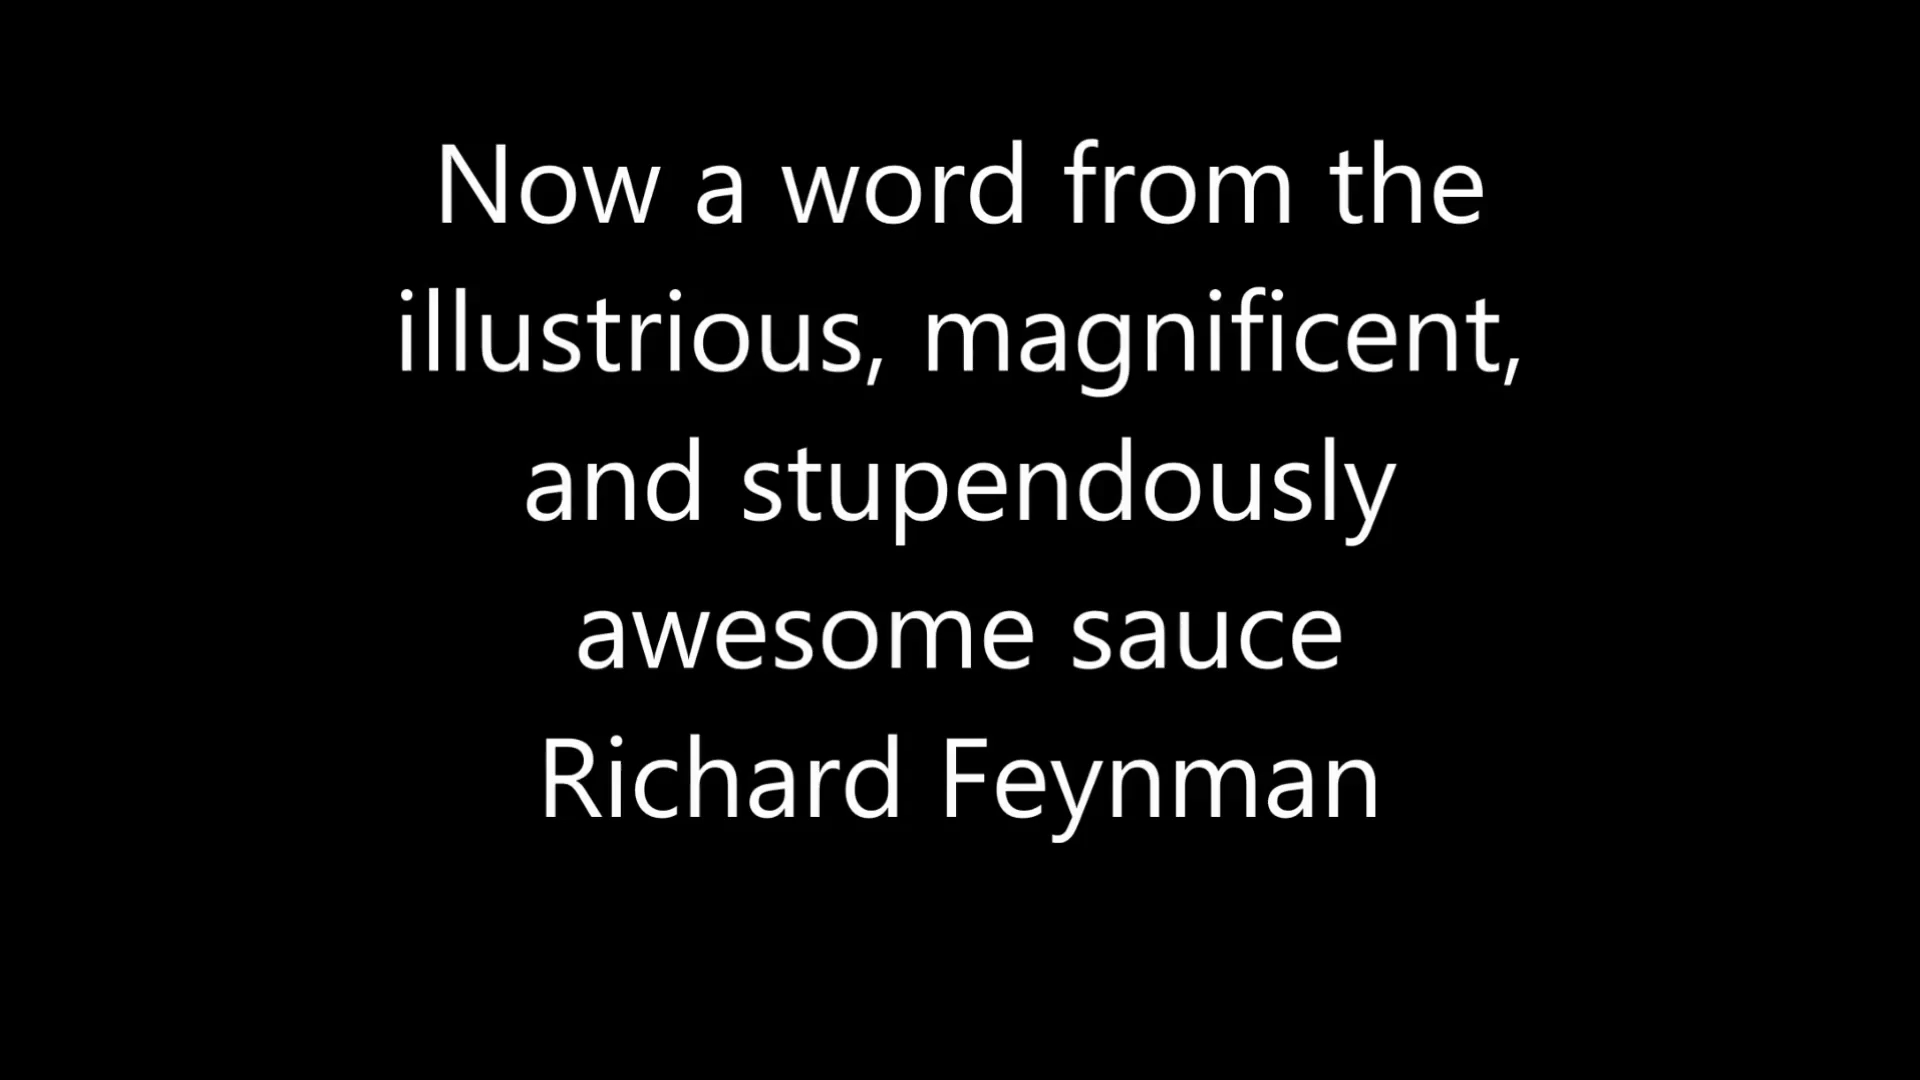 Now a word from the
illustrious, magnificent,
and stupendously
awesome sauce
Richard Feynman